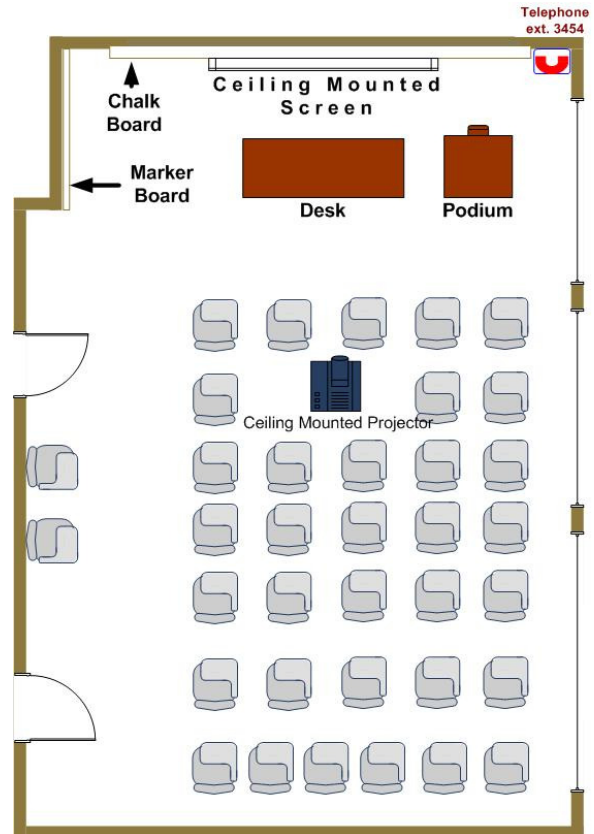 Telephone
ext. 3454
Ceiling Mounted
Screen
Chalk
Board
Marker
Board
Desk
Podium
Ceiling Mounted Projector